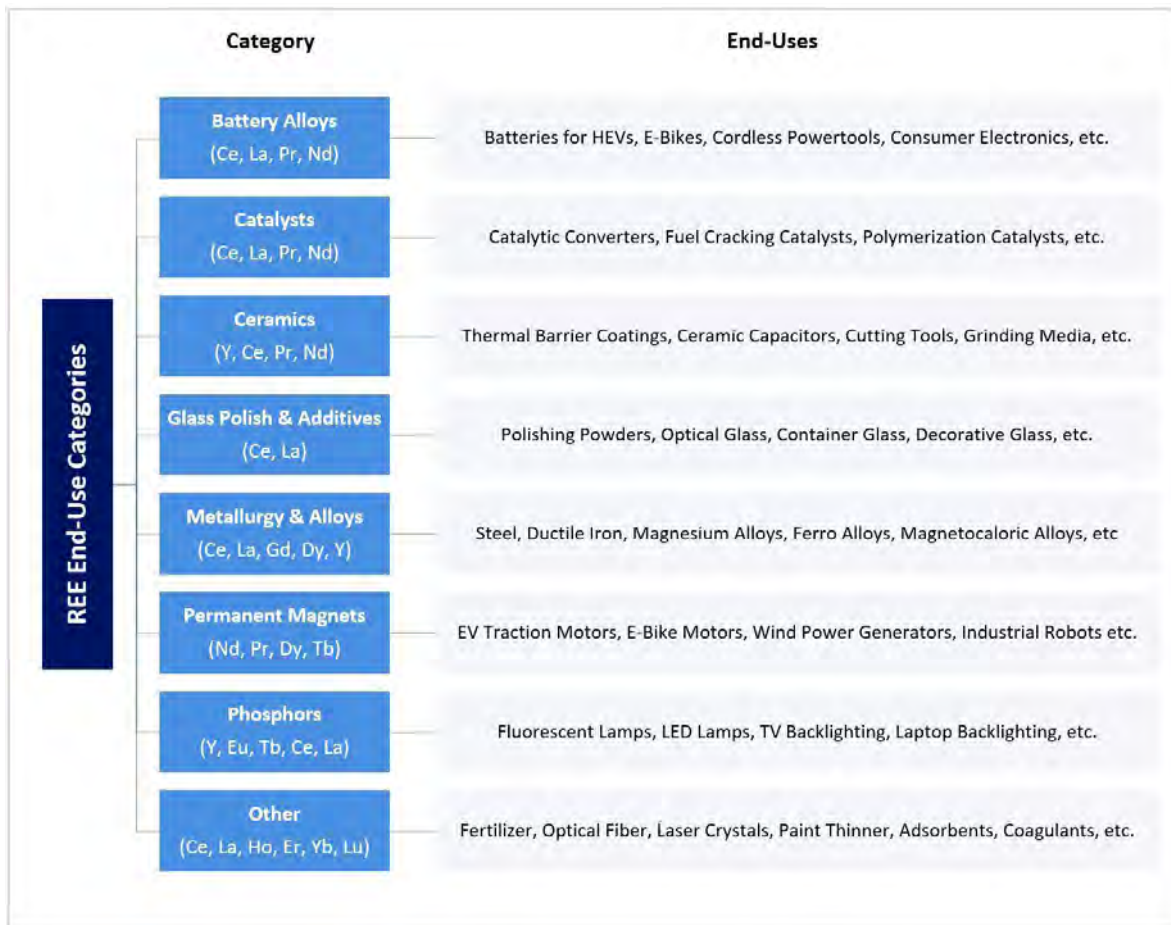 Category
End-Uses
REE End-Use Categories
Battery Alloys
(Ce, La, Pr, Nd)
Batteries for HEVs, E-Bikes, Cordless Powertools, Consumer Electronics, etc.
Catalysts
(Ce, La, Pr, Nd)
Catalytic Converters, Fuel Cracking Catalysts, Polymerization Catalysts, etc.
Ceramics
(Y, Ce, Pr, Nd)
Thermal Barrier Coatings, Ceramic Capacitors, Cutting Tools, Grinding Media, etc.
Glass Polish & Additives
(Ce, La)
Polishing Powders, Optical Glass, Container Glass, Decorative Glass, etc.
Metallurgy & Alloys
(Ce, La, Gd, Dy, Y)
Steel, Ductile Iron, Magnesium Alloys, Ferro Alloys, Magnetocaloric Alloys, etc
Permanent Magnets
(Nd, Pr, Dy, Tb)
EV Traction Motors, E-Bike Motors, Wind Power Generators, Industrial Robots etc.
Phosphors
(Y, Eu, Tb, Ce, La)
Fluorescent Lamps, LED Lamps, TV Backlighting, Laptop Backlighting, etc.
Other
(Ce, La, Ho, Er, Yb, Lu)
Fertilizer, Optical Fiber, Laser Crystals, Paint Thinner, Adsorbents, Coagulants, etc.